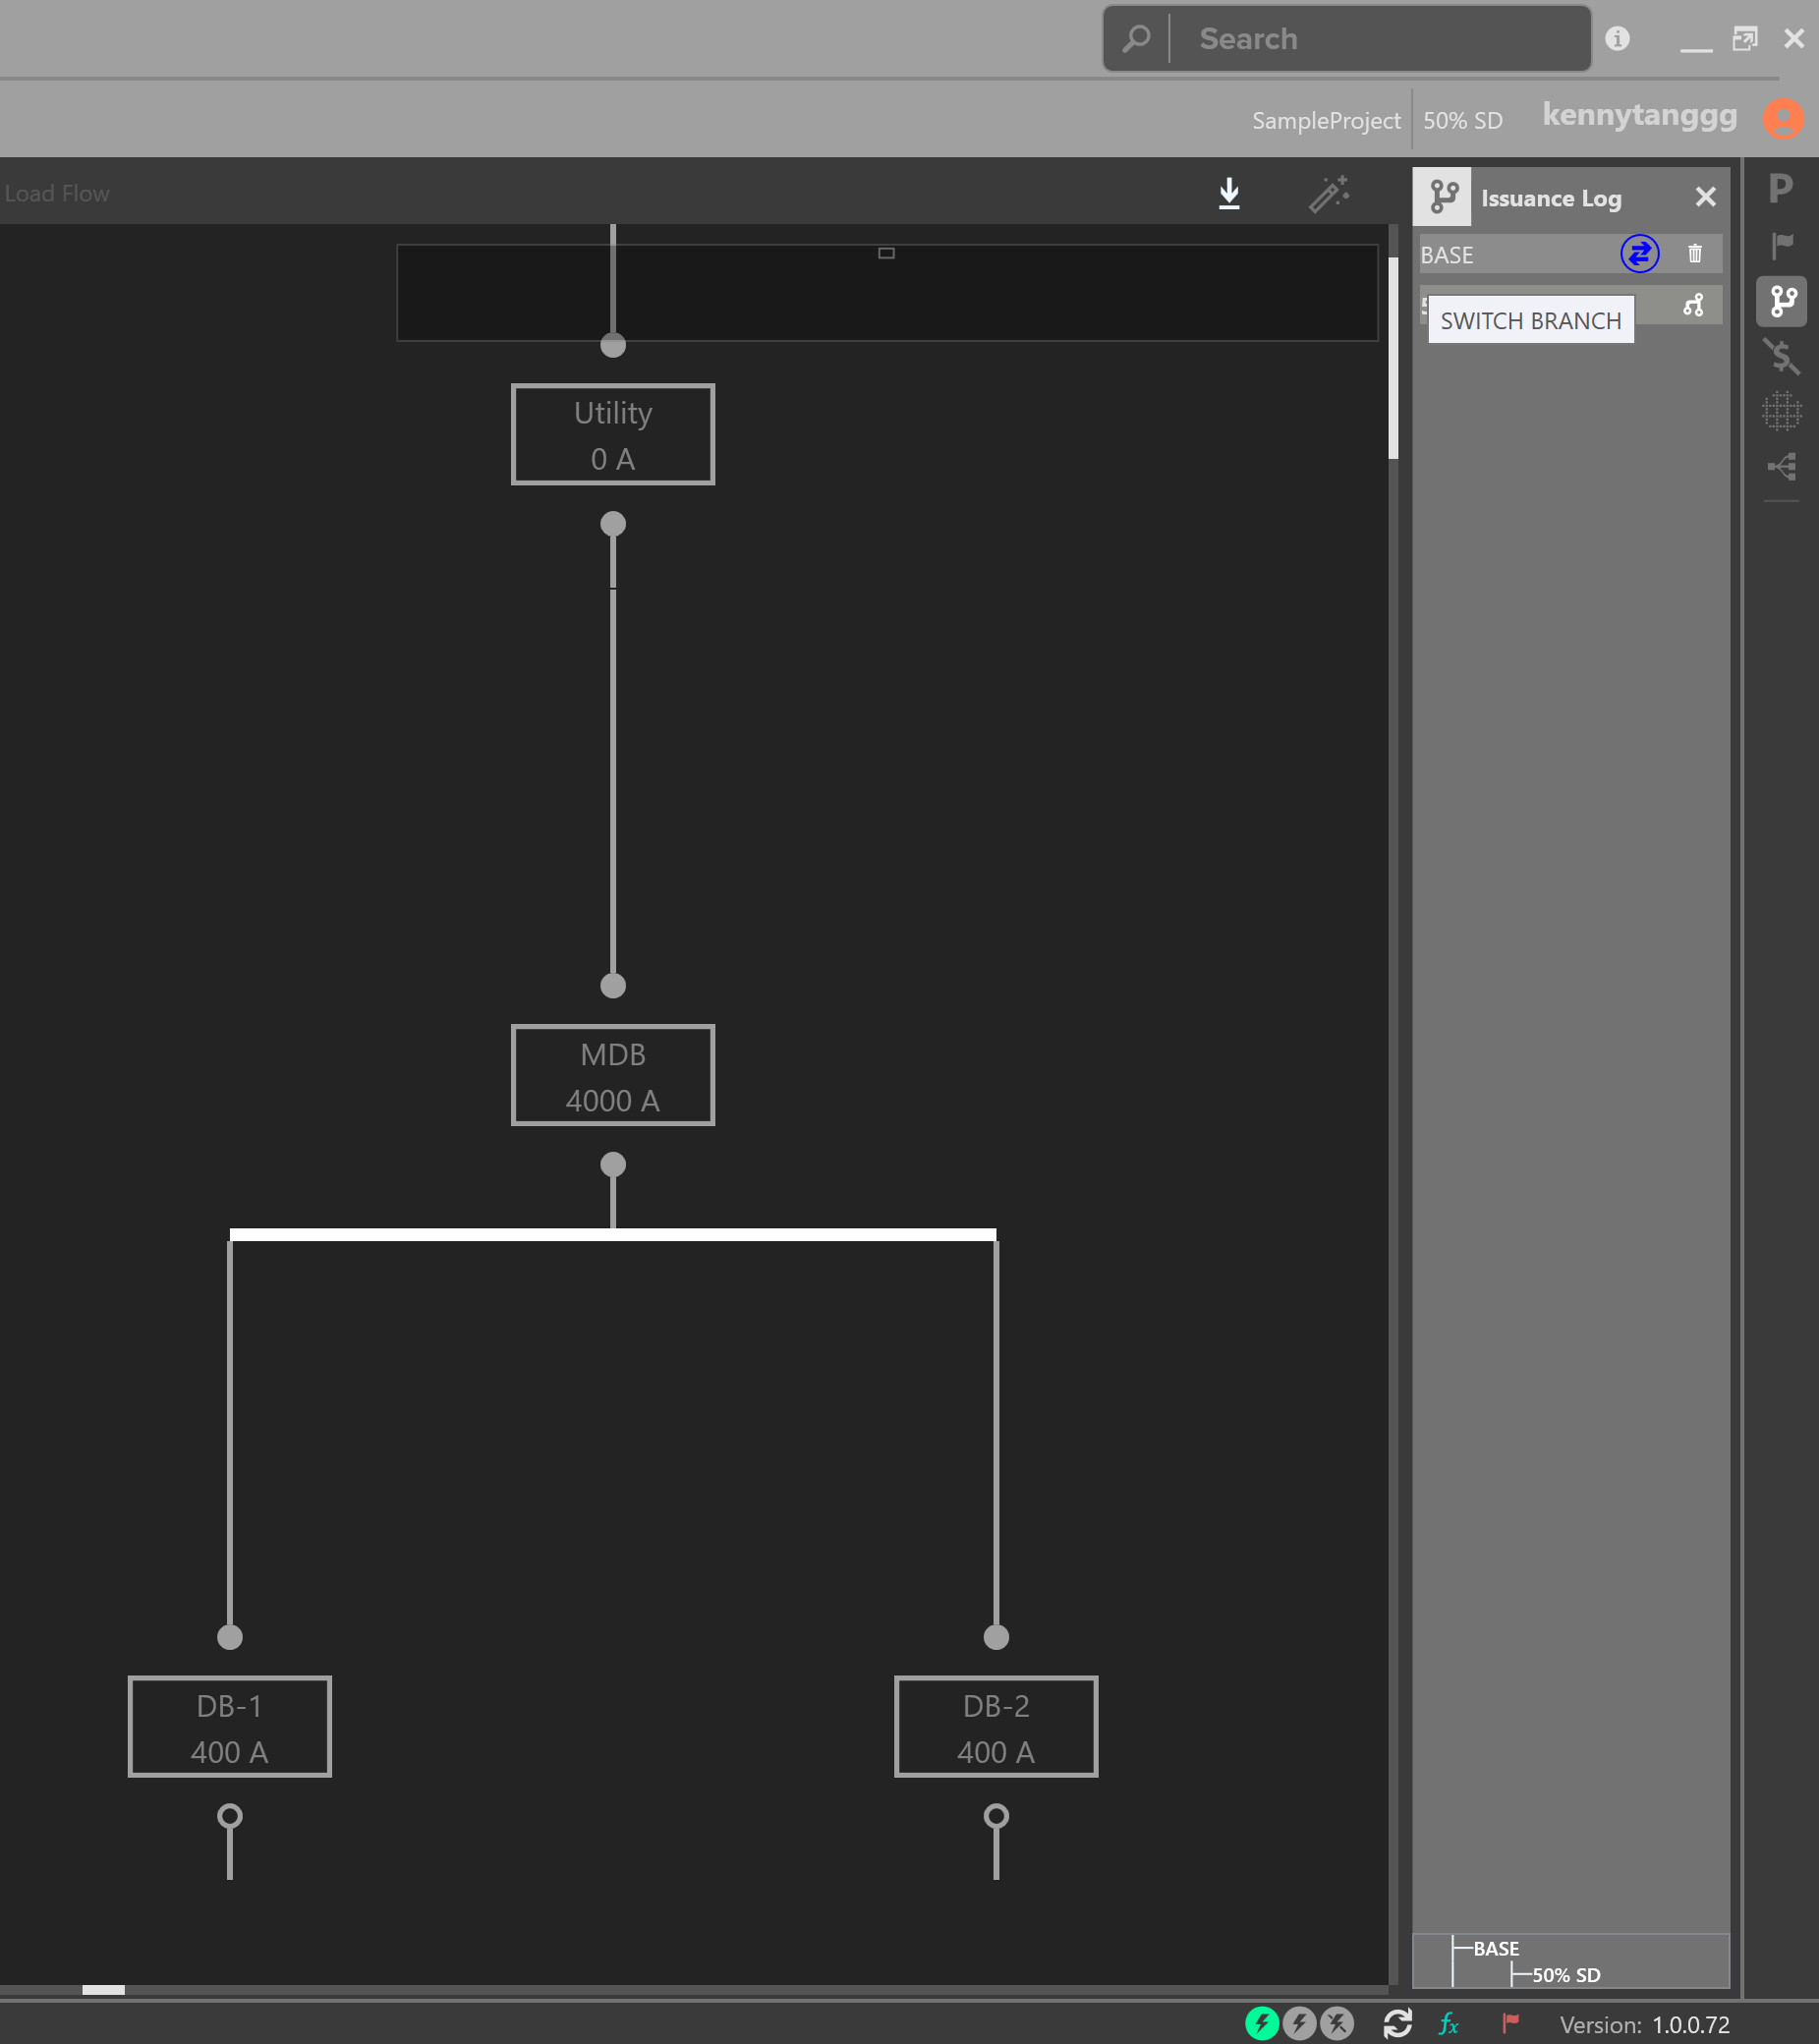 Search
SampleProject
50% SD
kennytanggg
Load Flow
Issuance Log
P
BASE
SWITCH BRANCH
Utility
0 A
MDB
4000 A
DB-1
400 A
DB-2
400 A
BASE
50% SD
fx
Version: 1.0.0.72